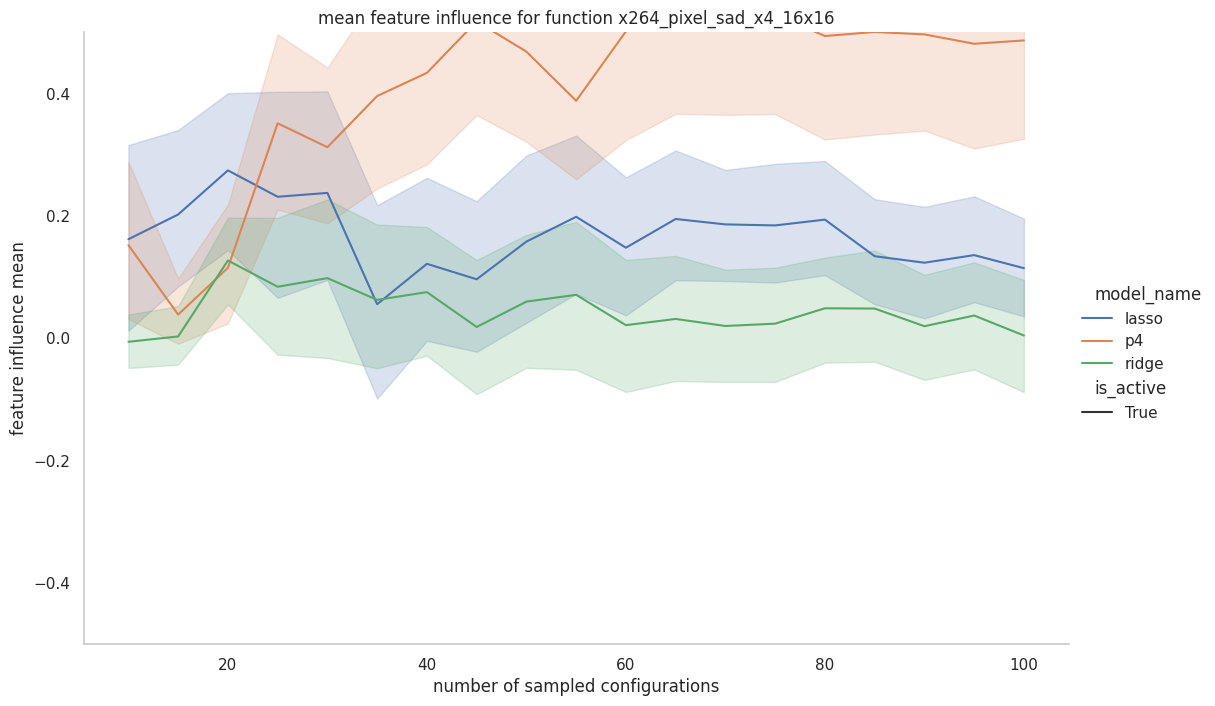 mean feature influence for function x264_pixel_sad_x4_16x16
feature influence mean
0.4
0.2
0.0
−0.2
−0.4
20
40
60
80
100
number of sampled configurations
model_name
lasso
p4
ridge
is_active
True